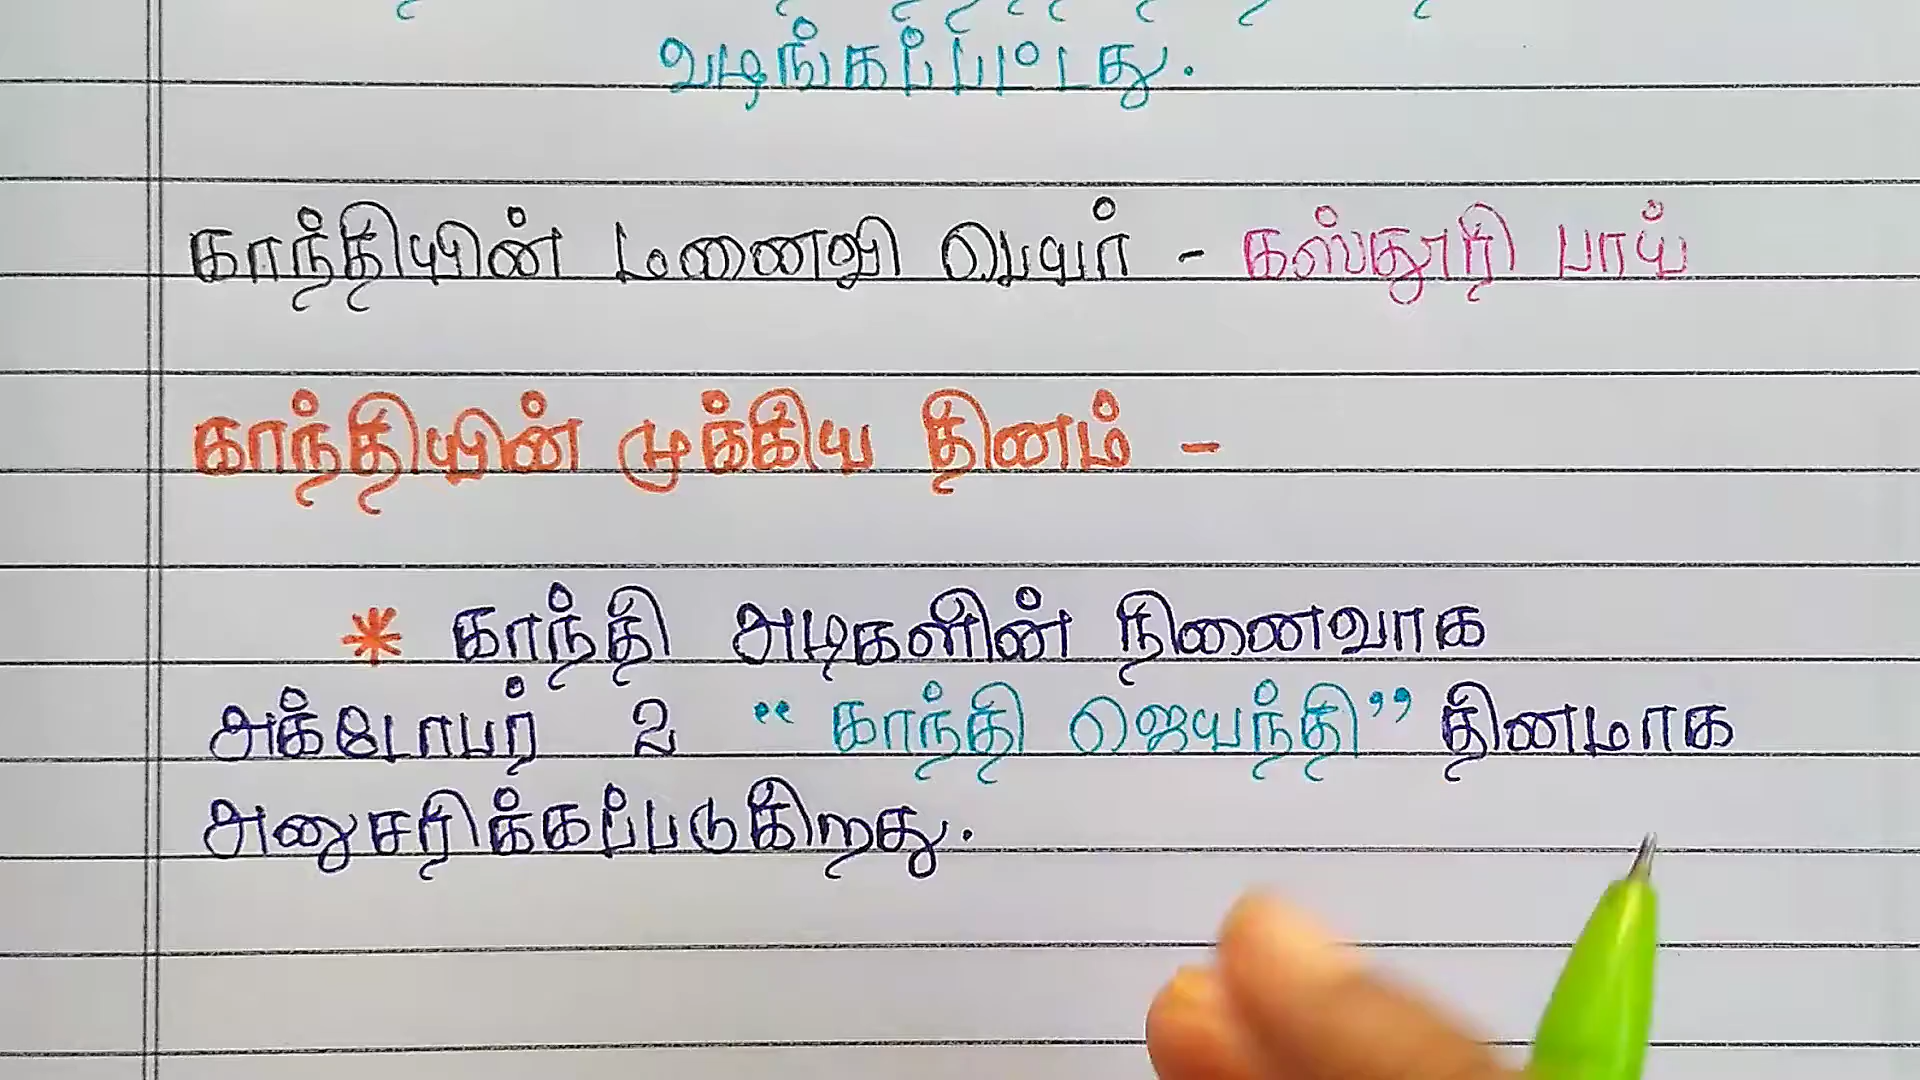 வழங்கப்பட்டது.
காந்தியின் மணைவி பெயர் - கஸ்தூரி பாய்
காந்தியின் முக்கிய தினம் -
* காந்தி அடிகளின் நிணைவாக
அக்டோபர் 2 “காந்தி ஜெயந்தி” தினமாக
அனுசரிக்கப்படுகிறது.